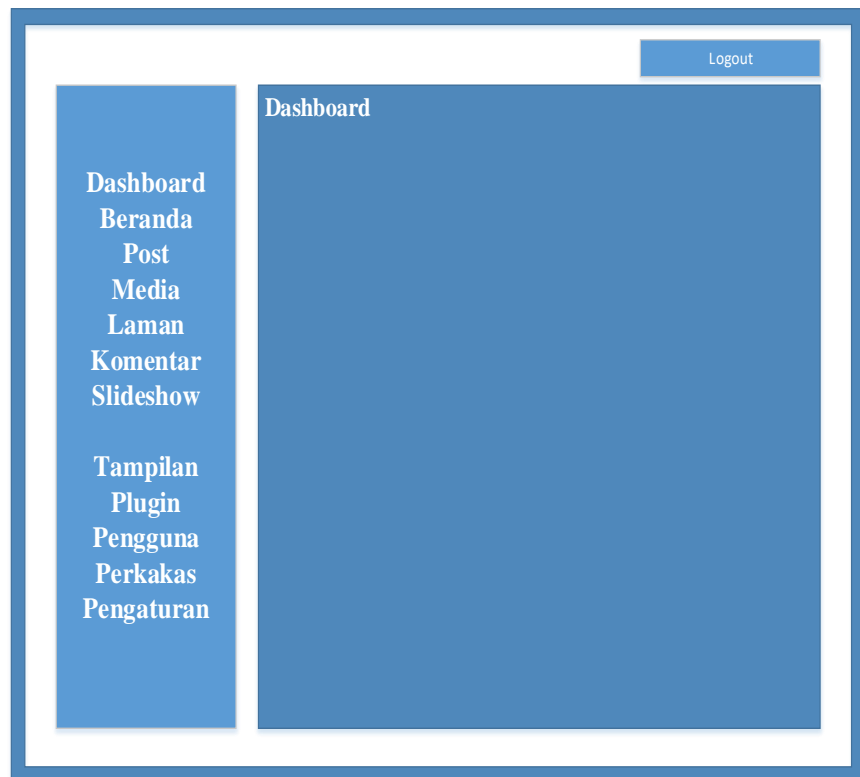 Logout
Dashboard
Beranda
Post
Media
Laman
Komentar
Slideshow
Tampilan
Plugin
Pengguna
Perkakas
Pengaturan
Dashboard